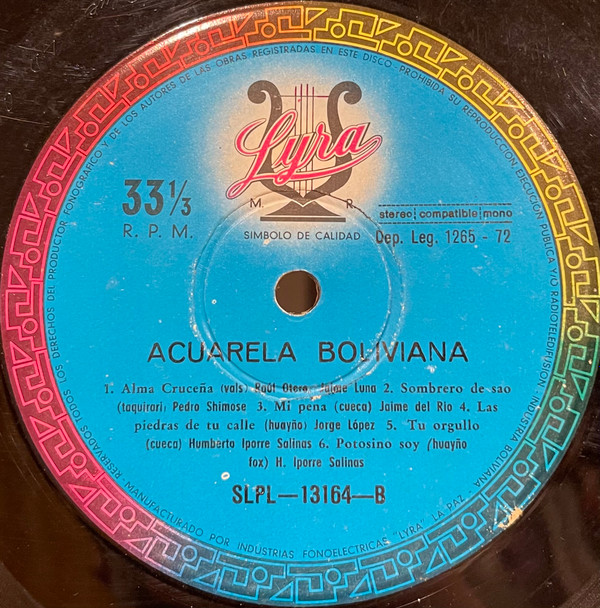 RESERVADOS TODOS LOS DERECHOS DEL PRODUCTOR FONOGRAFICO Y DE LOS AUTORES DE LAS OBRAS REGISTRADAS EN ESTE DISCO. PROHIBIDA SU REPRODUCCION EJECUCION PUBLICA Y/O RADIOTELEDIFUSION. INDUSTRIA BOLIVIANA
Lyra
M R
SIMBOLO DE CALIDAD
33⅓
R. P. M.
stereo compatible mono
Dep. Leg. 1265 - 72
ACUARELA BOLIVIANA
1. Alma Cruceña (vals) Raúl Otero, Jaime Luna 2. Sombrero de sao
(taquirari) Pedro Shimose 3. Mi pena (cueca) Jaime del Rio 4. Las
piedras de tu calle (huayño) Jorge López 5. Tu orgullo
(cueca) Humberto Iporre Salinas 6. Potosino soy (huayño
fox) H. Iporre Salinas
SLPL—13164—B
MANUFACTURADO POR INDUSTRIAS FONOELECTRICAS "LYRA" LA PAZ